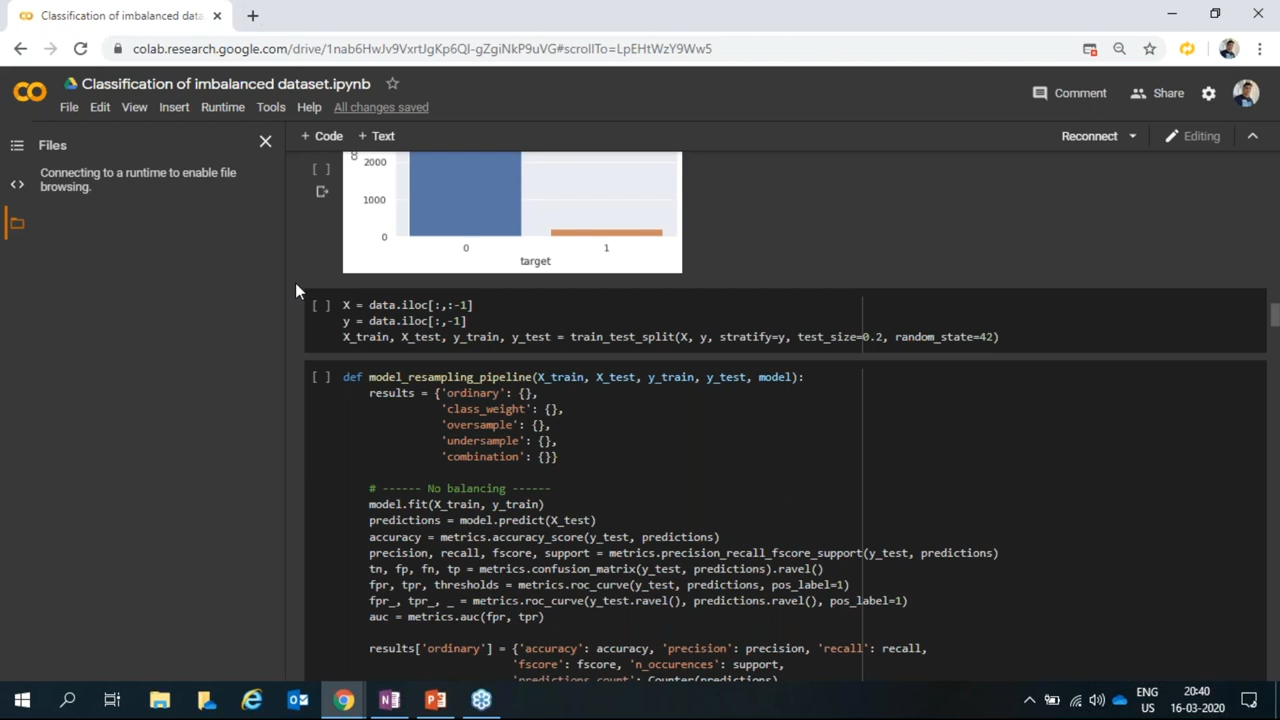 Classification of imbalanced data
colab.research.google.com/drive/1nab6HwJv9VxrtJgKp6QI-gZgiNkP9uVG#scrollTo=LpEHtWzY9Ww5
Classification of imbalanced dataset.ipynb
File Edit View Insert Runtime Tools Help All changes saved
Comment Share
Files
Connecting to a runtime to enable file
browsing.
+ Code + Text
Reconnect Editing
2000
1000
0
0 1
target
[ ]
[ ] X = data.iloc[:,:-1]
y = data.iloc[:,-1]
X_train, X_test, y_train, y_test = train_test_split(X, y, stratify=y, test_size=0.2, random_state=42)
[ ] def model_resampling_pipeline(X_train, X_test, y_train, y_test, model):
results = {'ordinary': {},
'class_weight': {},
'oversample': {},
'undersample': {},
'combination': {}}
# ------ No balancing ------
model.fit(X_train, y_train)
predictions = model.predict(X_test)
accuracy = metrics.accuracy_score(y_test, predictions)
precision, recall, fscore, support = metrics.precision_recall_fscore_support(y_test, predictions)
tn, fp, fn, tp = metrics.confusion_matrix(y_test, predictions).ravel()
fpr, tpr, thresholds = metrics.roc_curve(y_test, predictions, pos_label=1)
fpr_, tpr_, _ = metrics.roc_curve(y_test.ravel(), predictions.ravel(), pos_label=1)
auc = metrics.auc(fpr, tpr)
results['ordinary'] = {'accuracy': accuracy, 'precision': precision, 'recall': recall,
'fscore': fscore, 'n_occurences': support,
'predictions_count': Counter(predictions)
ENG
US
20:40
16-03-2020